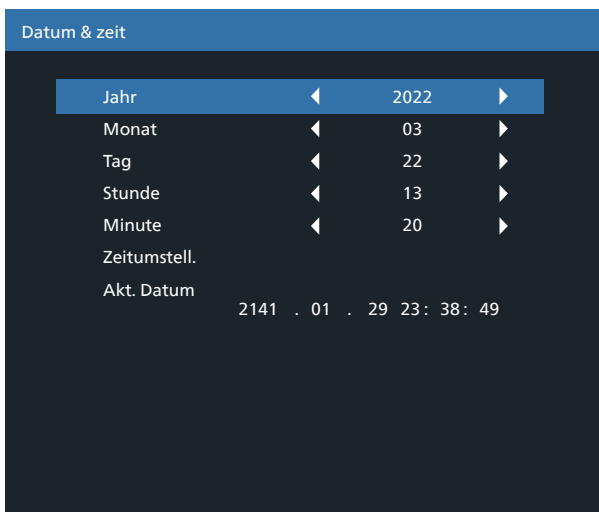 Datum & zeit
Jahr 2022
Monat 03
Tag 22
Stunde 13
Minute 20
Zeitumstell.
Akt. Datum
2141 . 01 . 29 23: 38: 49